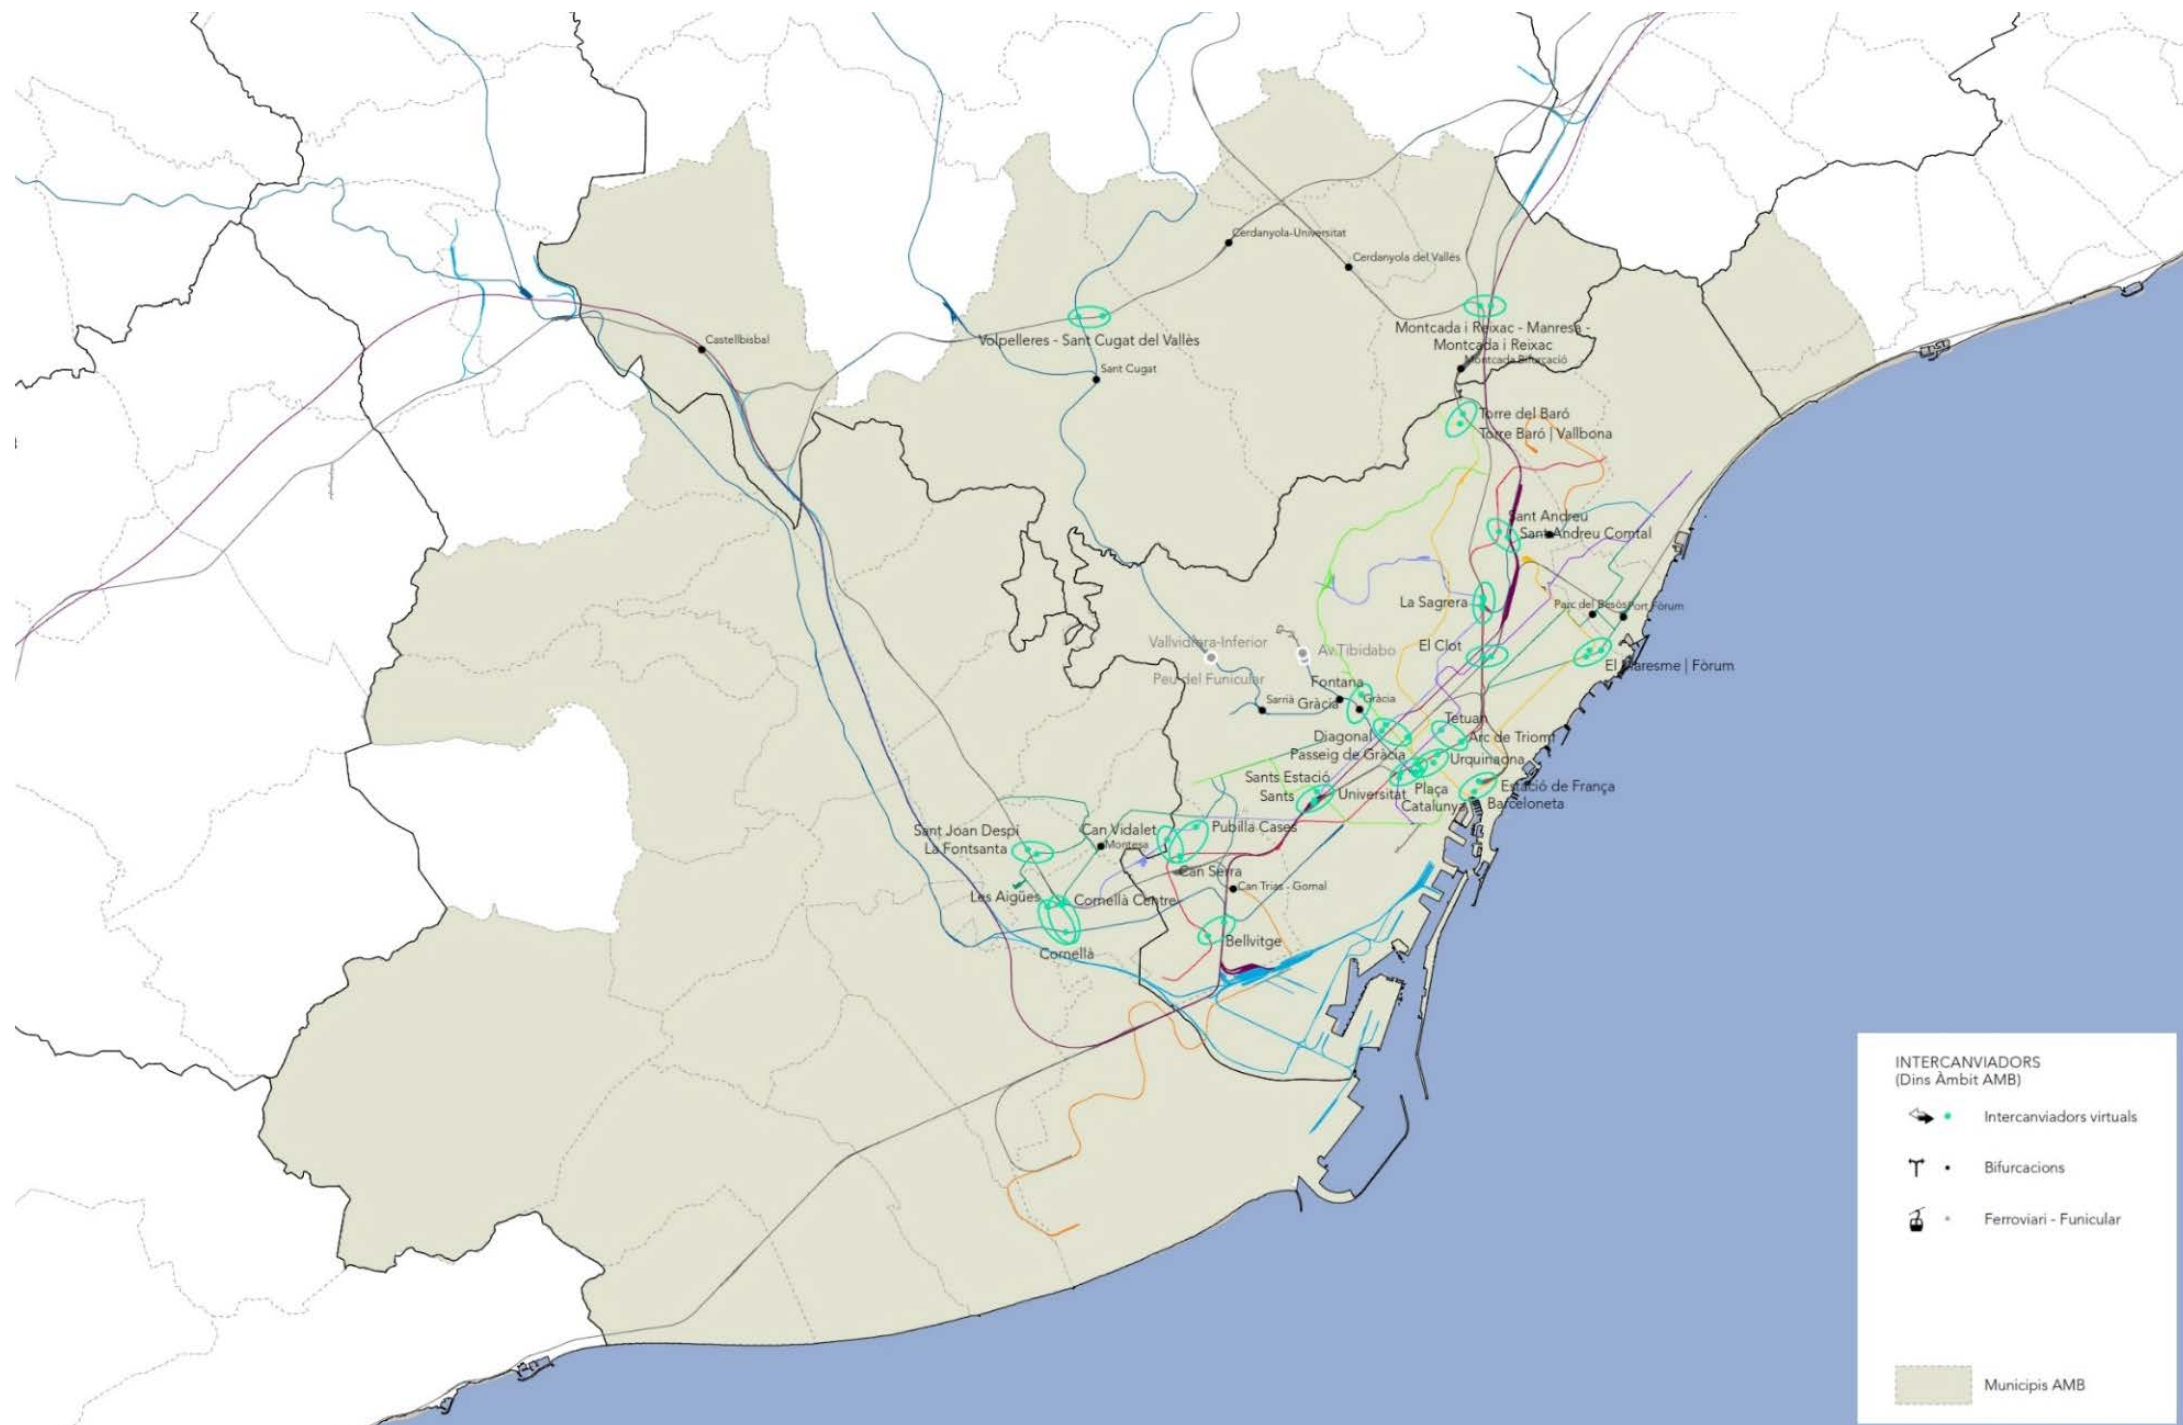 Cerdanyola-Universitat
Cerdanyola del Vallès
Montcada i Reixac - Manresa -
Montcada i Reixac
Montcada Bifurcació
Castellbisbal
Volpelleres - Sant Cugat del Vallès
Sant Cugat
Torre del Baró
Torre Baró | Vallbona
Sant Andreu
Sant Andreu Comtal
La Sagrera
Parc del Besòs
Port Fòrum
El Clot
El Maresme | Fòrum
Vallvidrera-Inferior
Peu del Funicular
Av Tibidabo
Fontana
Sarrià
Gràcia
Gràcia
Tetuan
Diagonal
Arc de Triomf
Passeig de Gràcia
Urquinaona
Sants Estació
Sants
Universitat
Plaça
Catalunya
Estació de França
Barceloneta
Sant Joan Despí
La Fontsanta
Can Vidalet
Pubilla Cases
Montesa
Can Serra
Can Trias - Gornal
Les Aigües
Cornellà Centre
Bellvitge
Cornellà
INTERCANVIADORS
(Dins Àmbit AMB)
Intercanviadors virtuals
Bifurcacions
Ferroviari - Funicular
Municipis AMB